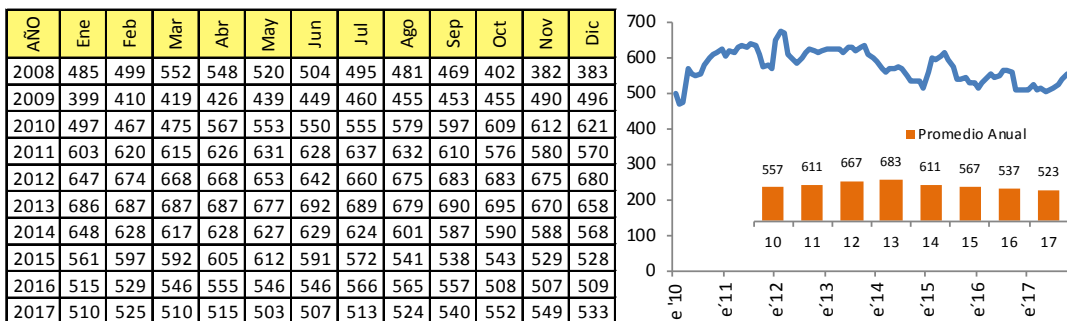 AÑO Ene Feb Mar Abr May Jun Jul Ago Sep Oct Nov Dic
2008 485 499 552 548 520 504 495 481 469 402 382 383
2009 399 410 419 426 439 449 460 455 453 455 490 496
2010 497 467 475 567 553 550 555 579 597 609 612 621
2011 603 620 615 626 631 628 637 632 610 576 580 570
2012 647 674 668 668 653 642 660 675 683 683 675 680
2013 686 687 687 687 677 692 689 679 690 695 670 658
2014 648 628 617 628 627 629 624 601 587 590 588 568
2015 561 597 592 605 612 591 572 541 538 543 529 528
2016 515 529 546 555 546 546 566 565 557 508 507 509
2017 510 525 510 515 503 507 513 524 540 552 549 533
700
600
500
400
300
200
100
0
Promedio Anual
557 611 667 683 611 567 537 523
10 11 12 13 14 15 16 17
e´10 e´11 e´12 e´13 e´14 e´15 e´16 e´17